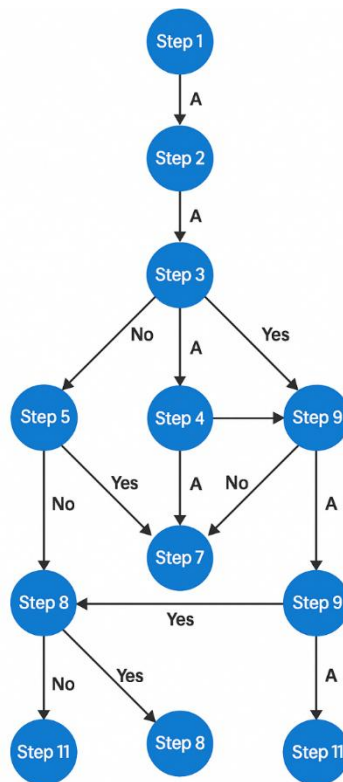 Step 1
A
Step 2
A
Step 3
No
A
Yes
Step 5
Step 4
Step 9
No
Yes
A
No
A
Step 7
Step 8
Yes
Step 9
No
Yes
A
Step 11
Step 8
Step 11